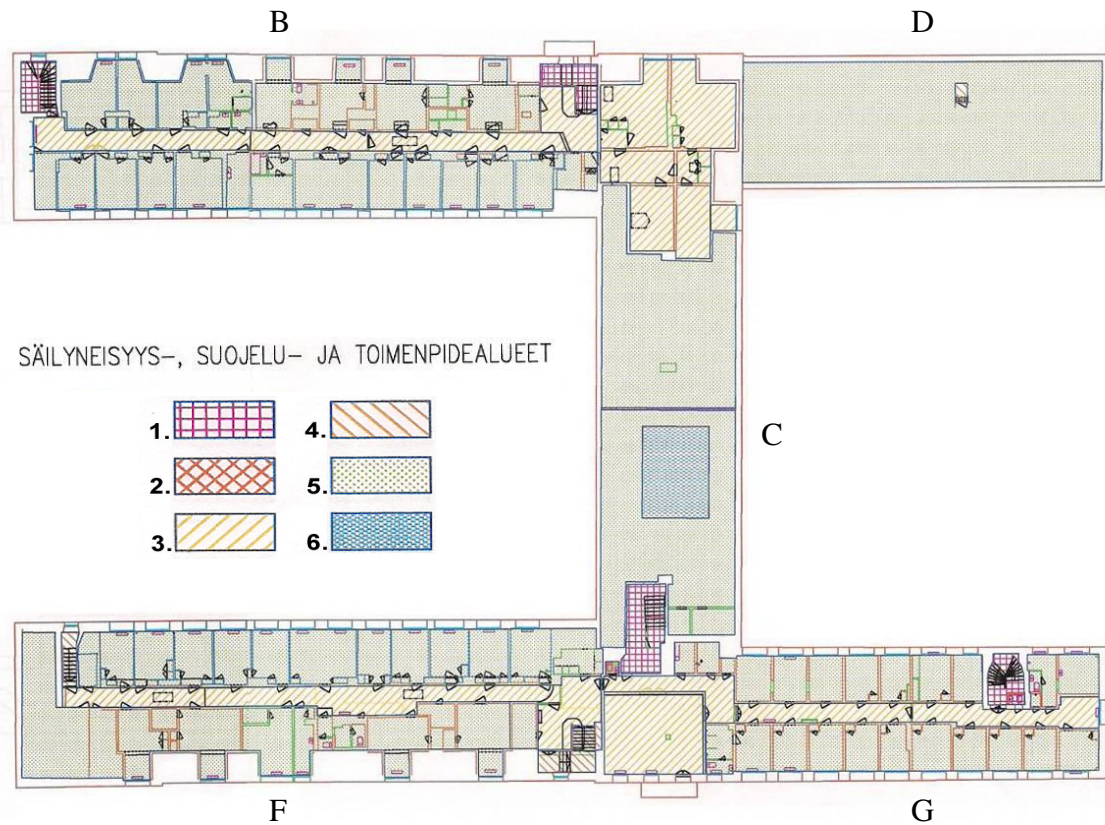 B D
SÄILYNEISYYS-, SUOJELU- JA TOIMENPIDEALUEET
1. 4.
C
2. 5.
3. 6.
F G